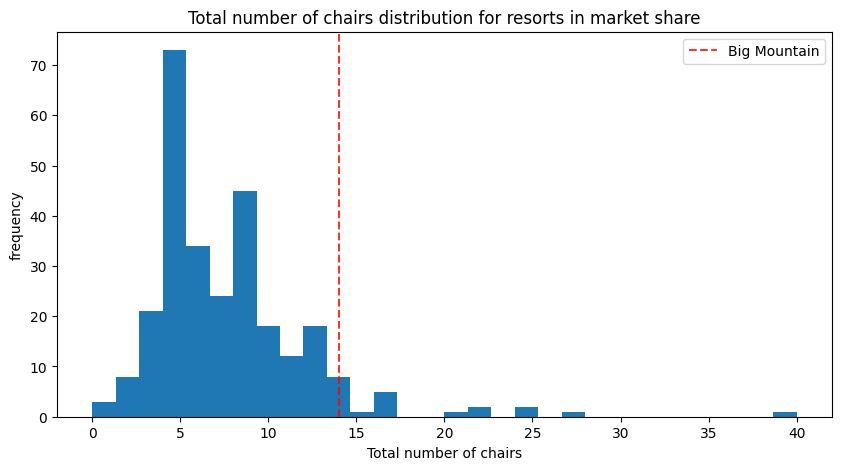 Total number of chairs distribution for resorts in market share
Big Mountain
frequency
70
60
50
40
30
20
10
0
0 5 10 15 20 25 30 35 40
Total number of chairs